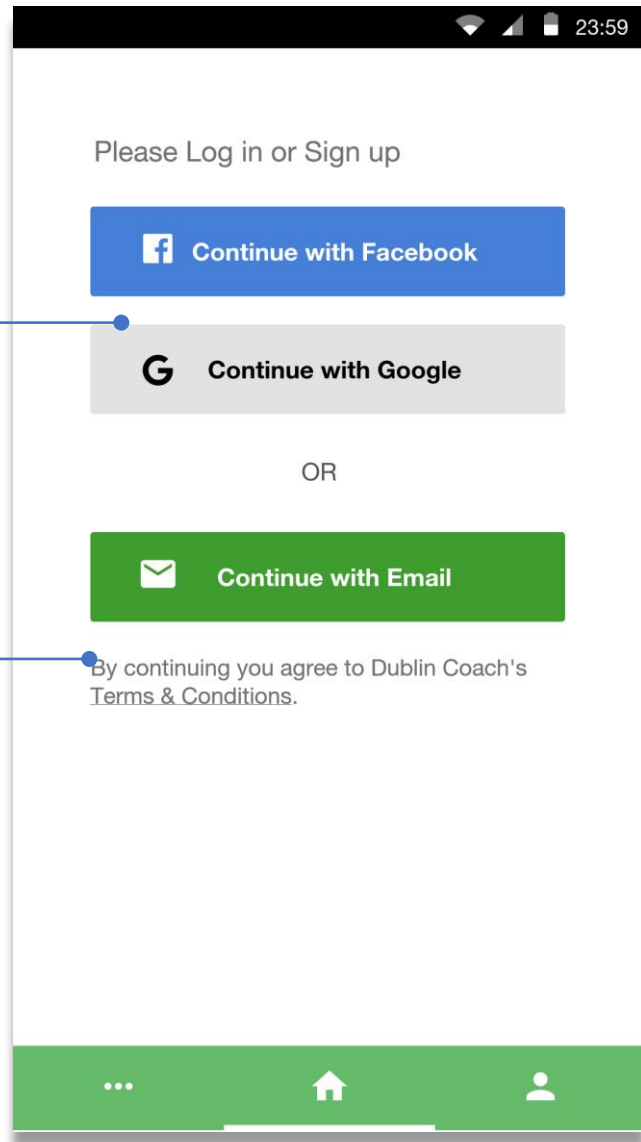 23:59
Please Log in or Sign up
Continue with Facebook
G Continue with Google
OR
Continue with Email
By continuing you agree to Dublin Coach's
Terms & Conditions.